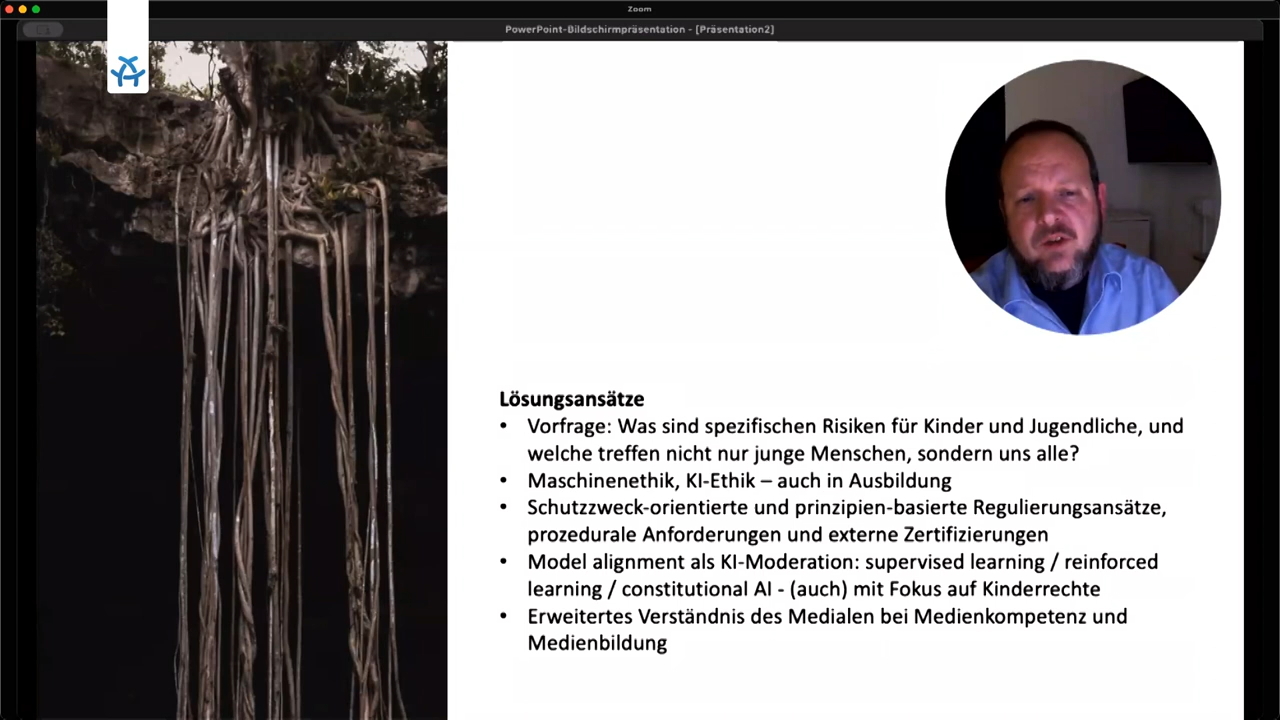 Zoom
PowerPoint-Bildschirmpräsentation - [Präsentation2]
Lösungsansätze
• Vorfrage: Was sind spezifischen Risiken für Kinder und Jugendliche, und
welche treffen nicht nur junge Menschen, sondern uns alle?
• Maschinenethik, KI-Ethik – auch in Ausbildung
• Schutzzweck-orientierte und prinzipien-basierte Regulierungsansätze,
prozedurale Anforderungen und externe Zertifizierungen
• Model alignment als KI-Moderation: supervised learning / reinforced
learning / constitutional AI - (auch) mit Fokus auf Kinderrechte
• Erweitertes Verständnis des Medialen bei Medienkompetenz und
Medienbildung